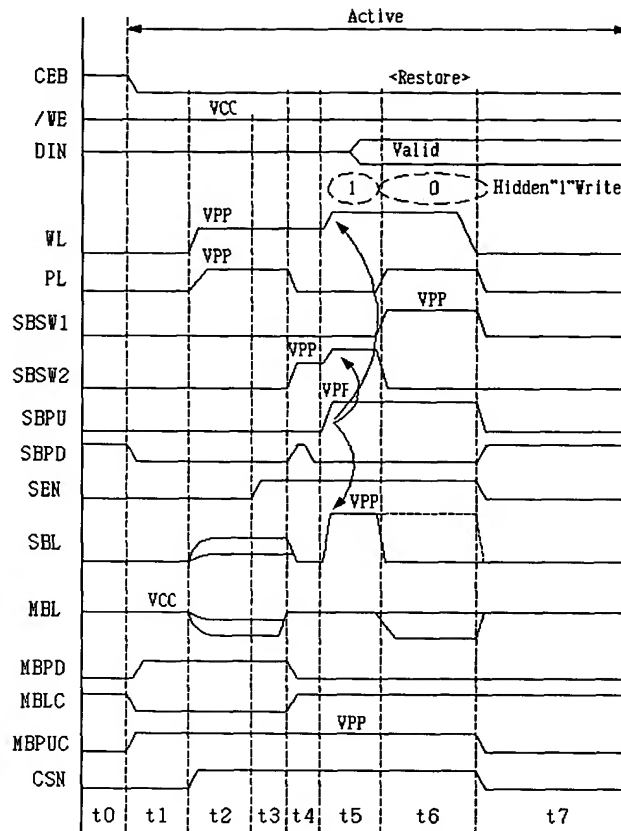 Active
CEB
<Restore>
/WE
VCC
DIN
Valid
1
0
Hidden"1"Write
WL
VPP
PL
VPP
SBSW1
VPP
SBSW2
VPP
SBPU
VPP
SBPD
SEN
SBL
VPP
MBL
VCC
MBPD
MBLC
MBPUC
VPP
CSN
t0 t1 t2 t3 t4 t5 t6 t7